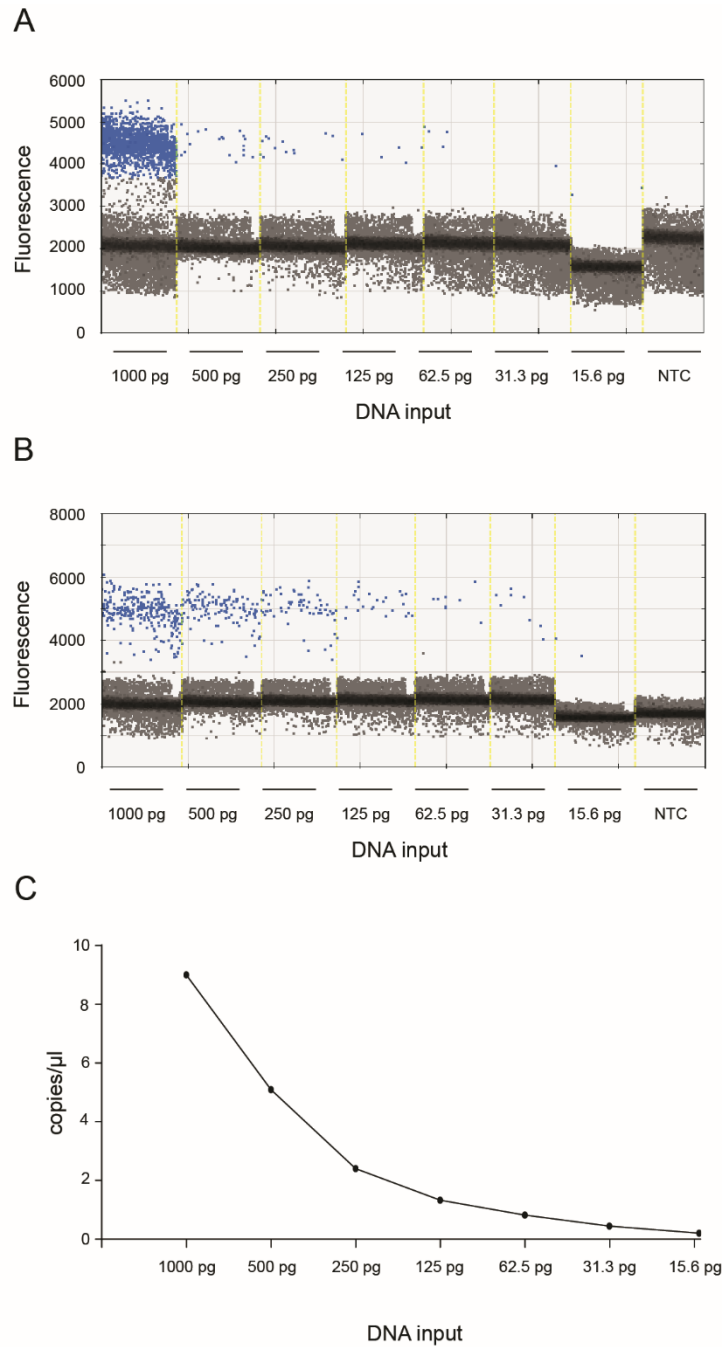 A
6000
5000
4000
3000
2000
1000
0
Fluorescence
1000 pg 500 pg 250 pg 125 pg 62.5 pg 31.3 pg 15.6 pg NTC
DNA input
B
8000
6000
4000
2000
0
Fluorescence
1000 pg 500 pg 250 pg 125 pg 62.5 pg 31.3 pg 15.6 pg NTC
DNA input
C
10
8
6
4
2
0
copies/µl
1000 pg 500 pg 250 pg 125 pg 62.5 pg 31.3 pg 15.6 pg
DNA input